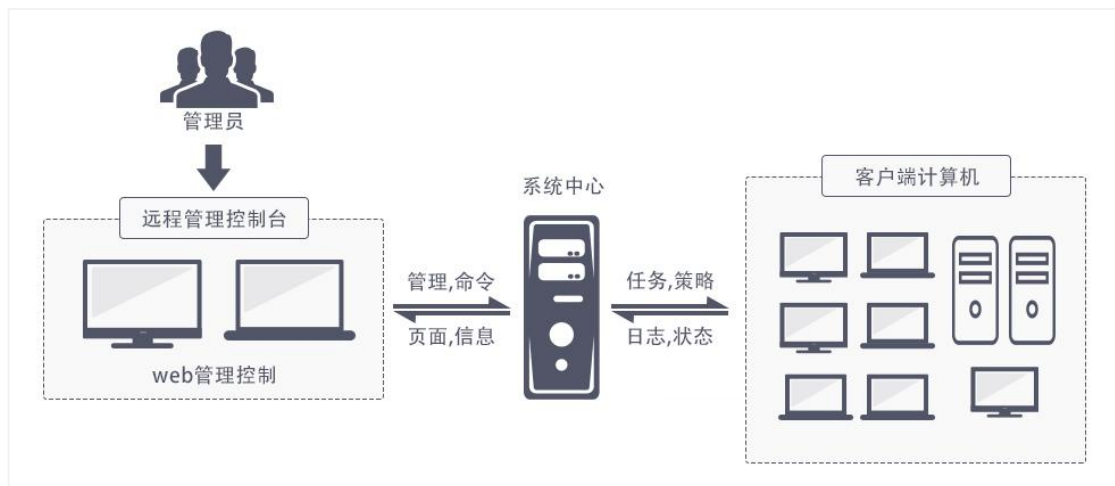 管理员
远程管理控制台
web管理控制
管理,命令
页面,信息
系统中心
任务,策略
日志,状态
客户端计算机